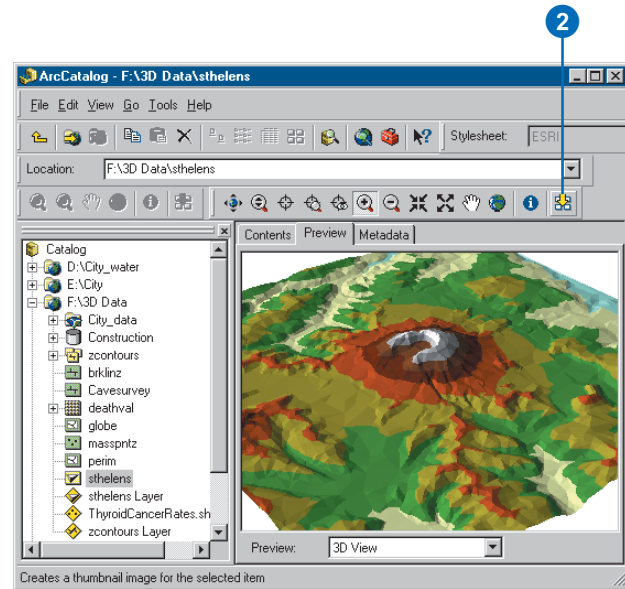 2
ArcCatalog - F:\3D Data\sthelens
File Edit View Go Tools Help
Stylesheet: ESRI
Location: F:\3D Data\sthelens
Contents Preview Metadata
Catalog
D:\City_water
E:\City
F:\3D Data
City_data
Construction
zcontours
brklinz
Cavesurvey
deathval
globe
masspntz
perim
sthelens
sthelens Layer
ThyroidCancerRates.sh
zcontours Layer
Preview: 3D View
Creates a thumbnail image for the selected item